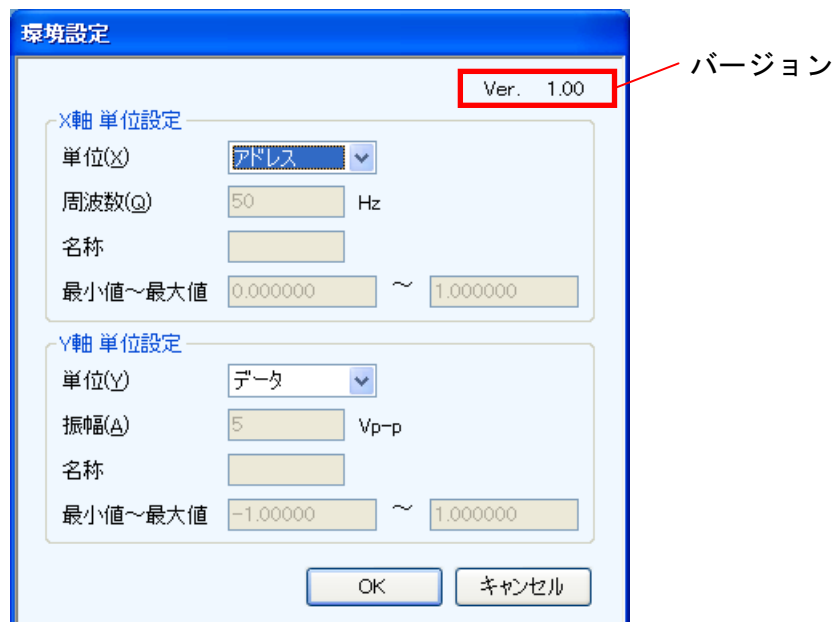 環境設定
バージョン
Ver. 1.00
X軸 単位設定
単位(X) アドレス
周波数(Q) 50 Hz
名称
最小値～最大値 0.000000 ～ 1.000000
Y軸 単位設定
単位(Y) データ
振幅(A) 5 Vp-p
名称
最小値～最大値 -1.00000 ～ 1.000000
OK キャンセル